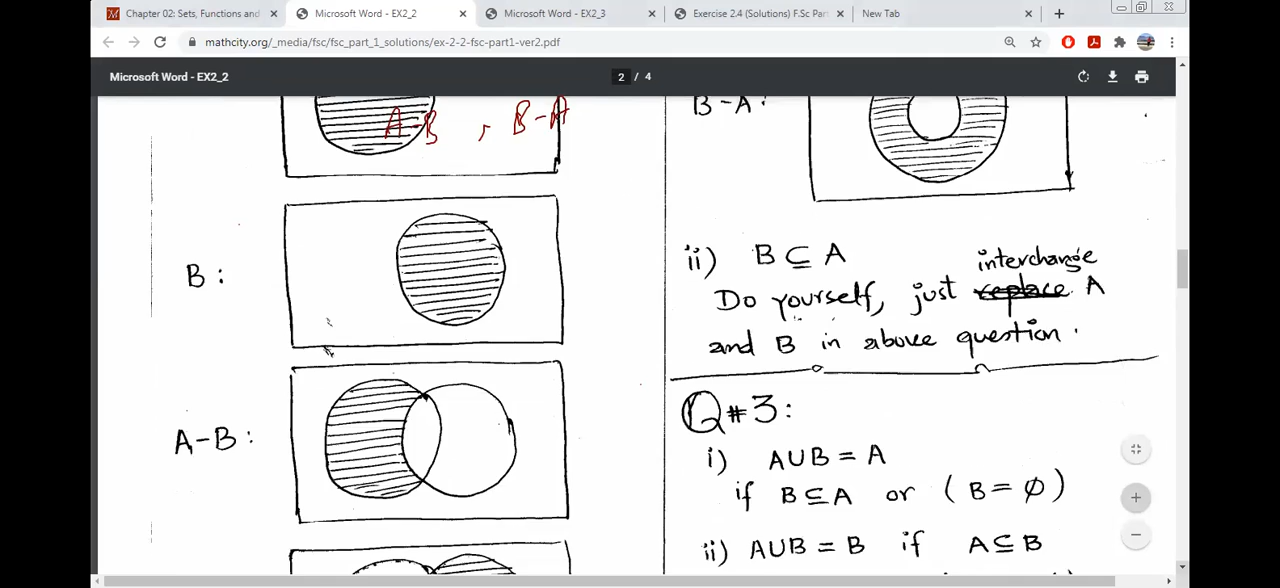 Chapter 02: Sets, Functions and
Microsoft Word - EX2_2
Microsoft Word - EX2_3
Exercise 2.4 (Solutions) F.Sc Par
New Tab
mathcity.org/_media/fsc/fsc_part_1_solutions/ex-2-2-fsc-part1-ver2.pdf
Microsoft Word - EX2_2
2 / 4
A-B , B-A
B:
A-B:
B-A:
ii) B ⊆ A
interchange
Do yourself, just replace A
and B in above question.
Q#3:
i) A∪B = A
if B⊆A or (B=∅)
ii) A∪B = B if A⊆B